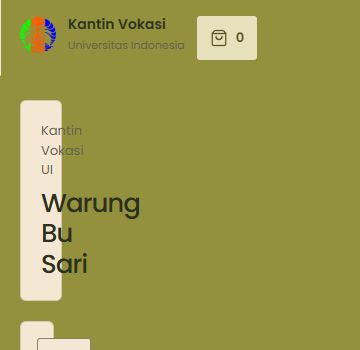 Kantin Vokasi
Universitas Indonesia
0
Kantin
Vokasi
UI
Warung
Bu
Sari